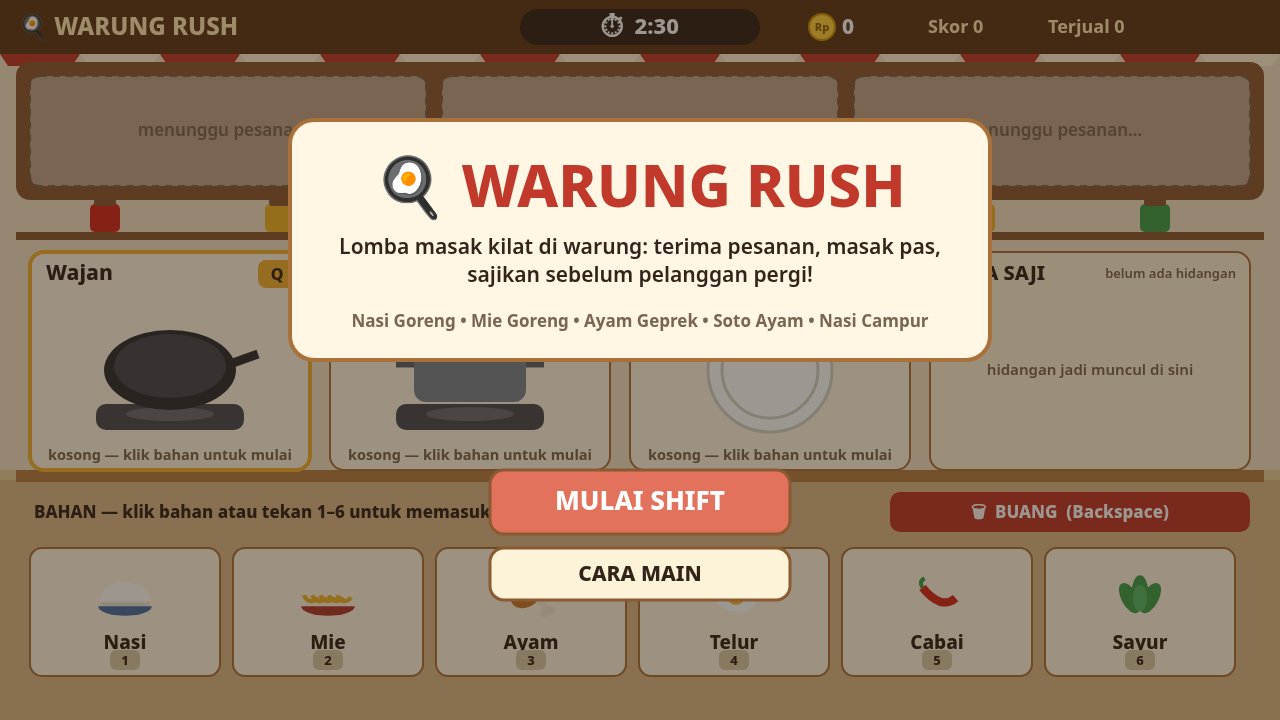 WARUNG RUSH
2:30
Rp 0
Skor 0
Terjual 0
menunggu pesana
nunggu pesanan...
WARUNG RUSH
Lomba masak kilat di warung: terima pesanan, masak pas,
sajikan sebelum pelanggan pergi!
Nasi Goreng • Mie Goreng • Ayam Geprek • Soto Ayam • Nasi Campur
Wajan
Q
A SAJI
belum ada hidangan
hidangan jadi muncul di sini
kosong — klik bahan untuk mulai
kosong — klik bahan untuk mulai
kosong — klik bahan untuk mulai
MULAI SHIFT
BAHAN — klik bahan atau tekan 1–6 untuk memasuk
BUANG (Backspace)
CARA MAIN
Nasi
1
Mie
2
Ayam
3
Telur
4
Cabai
5
Sayur
6